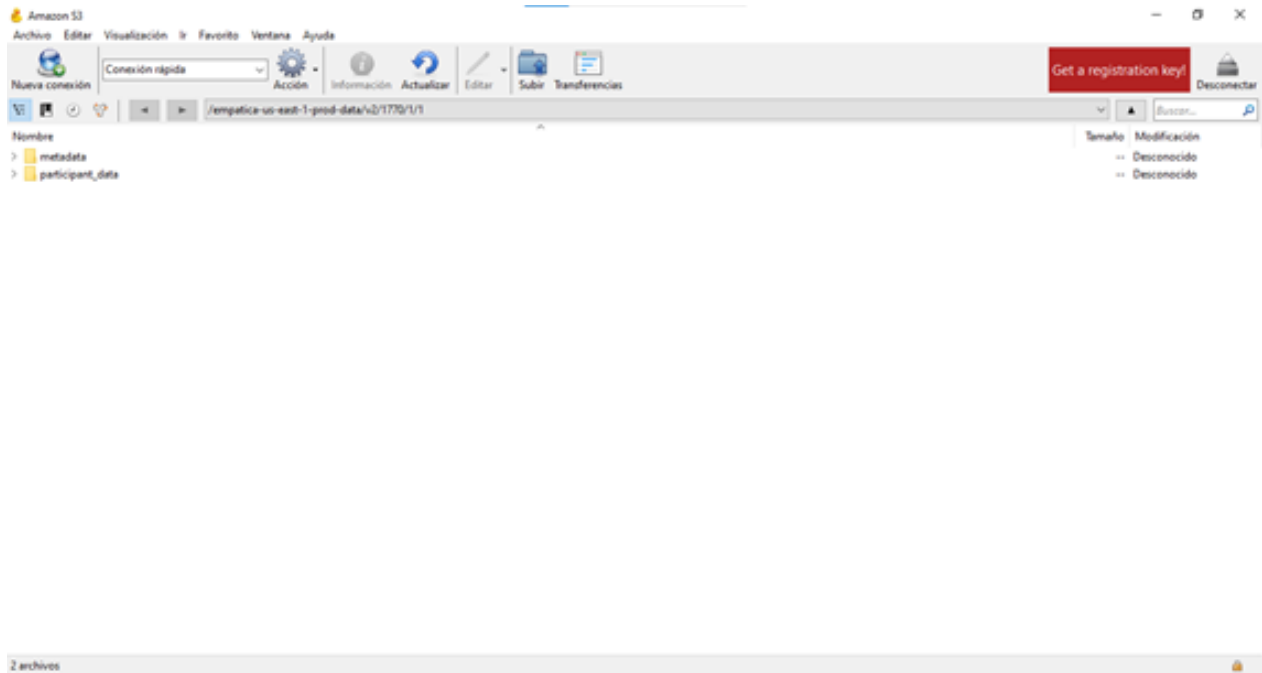 Amazon S3
Archivo Editar Visualización Ir Favorito Ventana Ayuda
Nueva conexión Conexión rápida Acción Información Actualizar Editar Subir Transferencias Get a registration key! Desconectar
/empatica-us-east-1-prod-data/v2/1770/1/1 Buscar...
Nombre Tamaño Modificación
metadata -- Desconocido
participant_data -- Desconocido
2 archivos